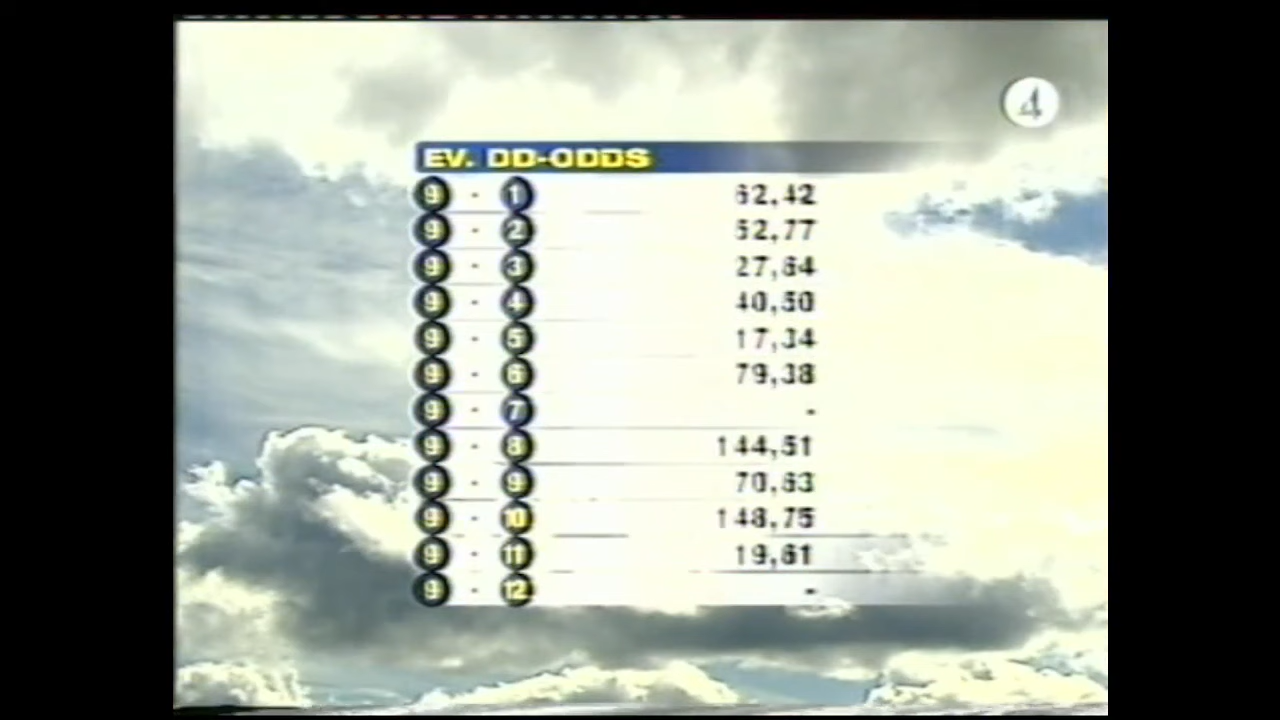 4
EV. DD-ODDS
9 - 1 62,42
9 - 2 52,77
9 - 3 27,64
9 - 4 40,50
9 - 5 17,34
9 - 6 79,38
9 - 7 -
9 - 8 144,51
9 - 9 70,63
9 - 10 148,75
9 - 11 19,61
9 - 12 -